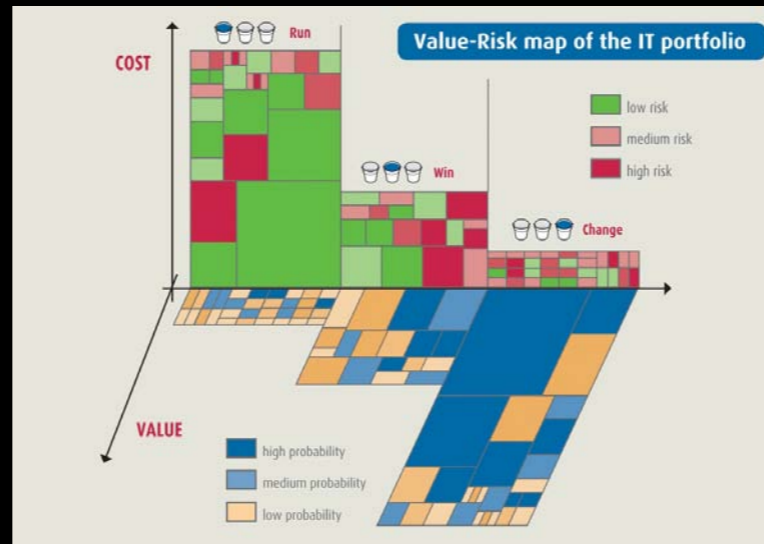 Run
Value-Risk map of the IT portfolio
COST
low risk
medium risk
high risk
Win
Change
VALUE
high probability
medium probability
low probability